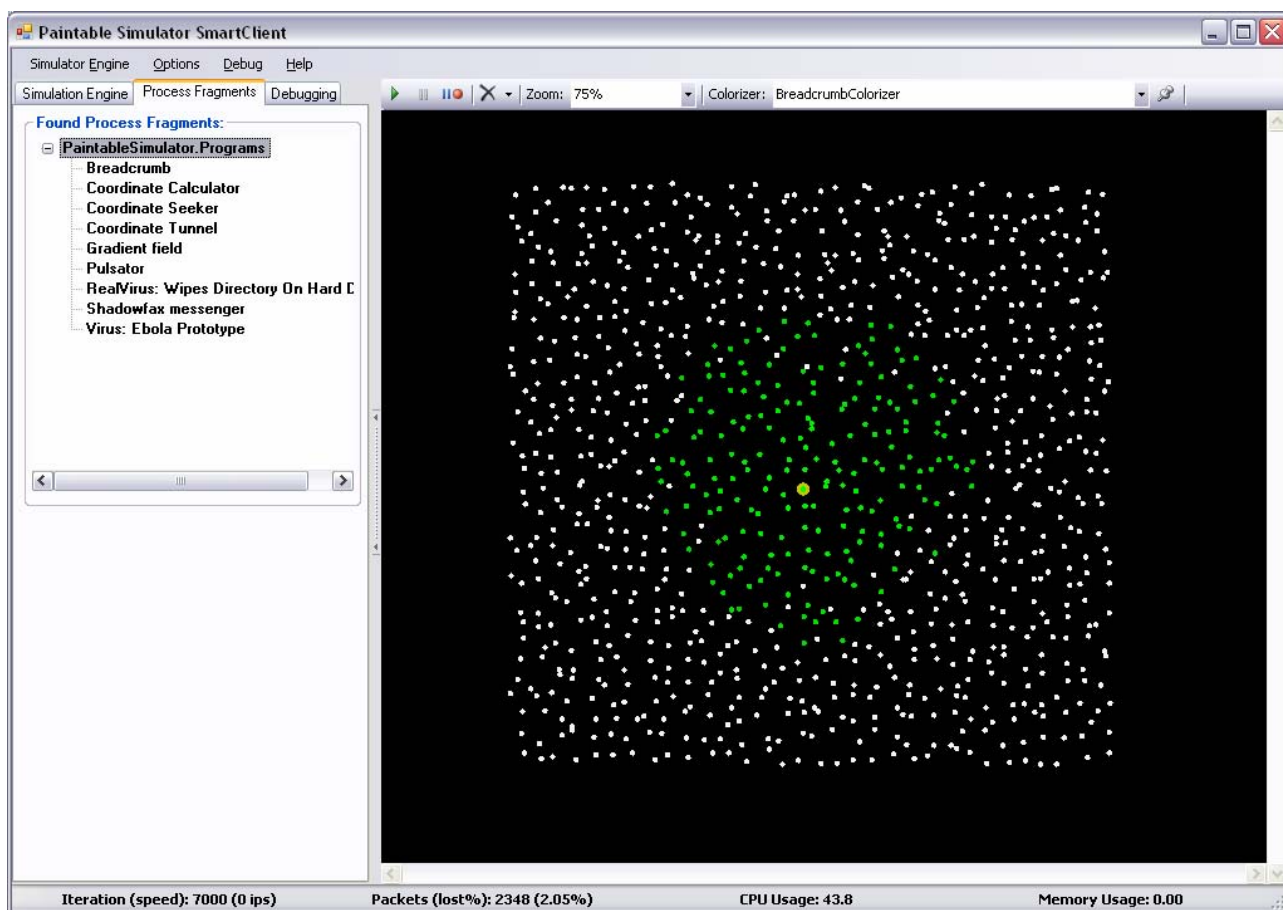 Paintable Simulator SmartClient
Simulator Engine Options Debug Help
Simulation Engine Process Fragments Debugging
Zoom: 75% Colorizer: BreadcrumbColorizer
Found Process Fragments:
PaintableSimulator.Programs
Breadcrumb
Coordinate Calculator
Coordinate Seeker
Coordinate Tunnel
Gradient field
Pulsator
RealVirus: Wipes Directory On Hard D
Shadowfax messenger
Virus: Ebola Prototype
Iteration (speed): 7000 (0 ips) Packets (lost%): 2348 (2.05%) CPU Usage: 43.8 Memory Usage: 0.00